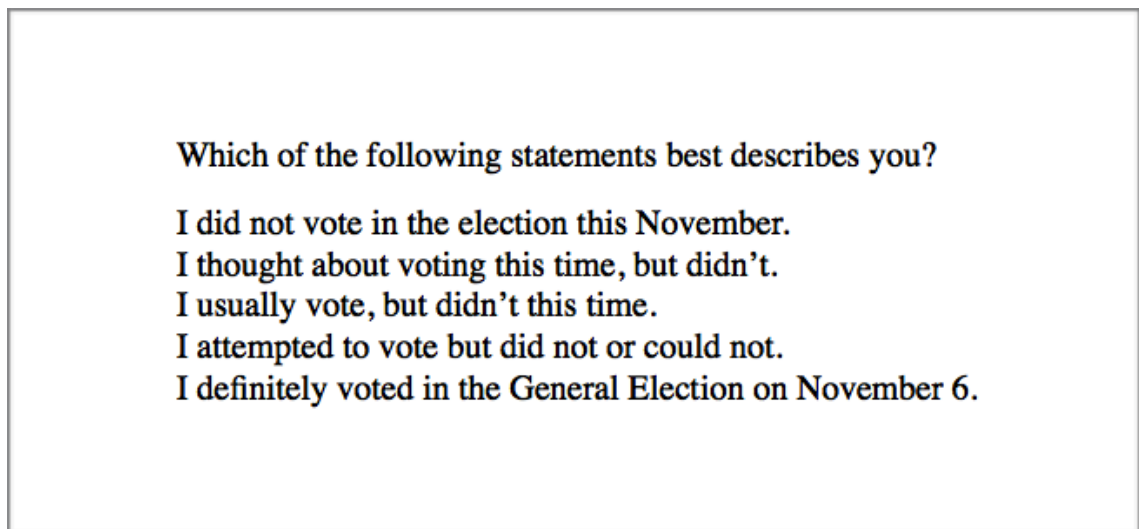 Which of the following statements best describes you?
I did not vote in the election this November.
I thought about voting this time, but didn’t.
I usually vote, but didn’t this time.
I attempted to vote but did not or could not.
I definitely voted in the General Election on November 6.